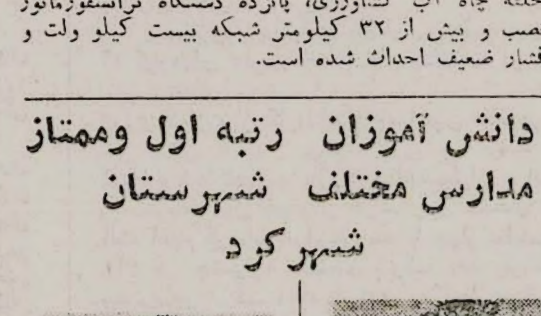 چاه آب کشاورزی، پانزده دستگاه ترانسفورماتور
نصب و بیش از ۳۲ کیلومتر شبکه بیست کیلو ولت و
فشار ضعیف احداث شده است.
دانش آموزان رتبه اول وممتاز
مدارس مختلف شهرستان
شهرکرد